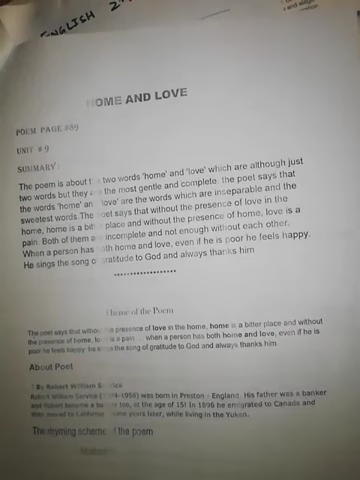 ENGLISH
and
HOME AND LOVE
POEM PAGE #89
UNIT # 9
SUMMARY:
The poem is about two words 'home' and 'love' which are although just
two words but they the most gentle and complete. the poet says that
the words 'home' an 'love' are the words which are inseparable and the
sweetest words The poet says that without the presence of love in the
home, home is a place and without the presence of home, love is a
pain. Both of them incomplete and not enough without each other.
When a person has both home and love, even if he is poor he feels happy.
He sings the song of gratitude to God and always thanks him
******************
Theme of the Poem
The poet says that without presence of love in the home, home is a bitter place and without
the presence of home, is a pain when a person has both home and love, even if he is
poor he feels happy he the song of gratitude to God and always thanks him
About Poet
By Robert William Service
Robert William Service -1958) was born in Preston - England. His father was a banker
and Robert became a too, at the age of 15! In 1896 he emigrated to Canada and
then moved to California years later, while living in the Yukon.
The rhyming scheme of the poem